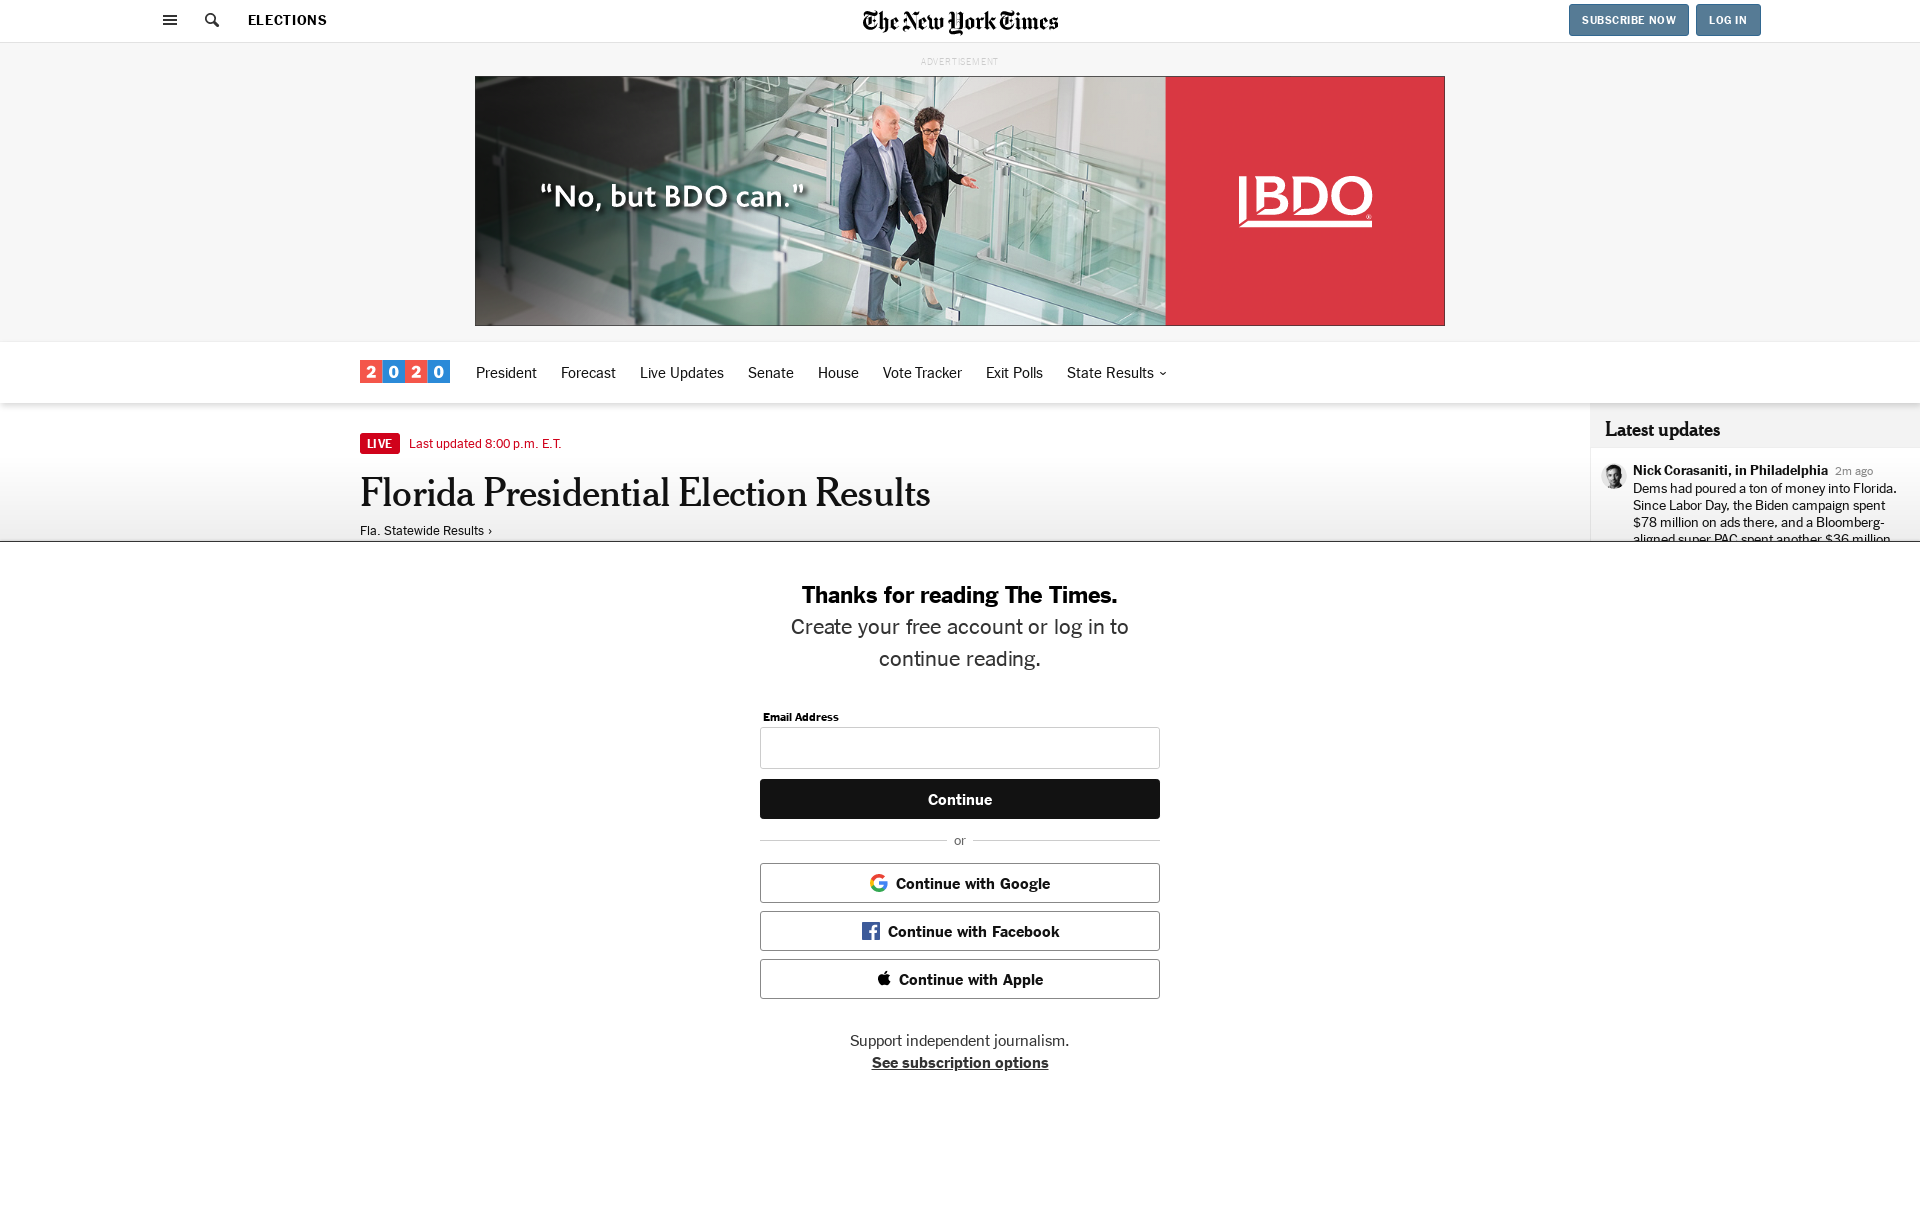 ELECTIONS
The New York Times
SUBSCRIBE NOW
LOG IN
ADVERTISEMENT
“No, but BDO can.”
BDO
®
2020
President
Forecast
Live Updates
Senate
House
Vote Tracker
Exit Polls
State Results
LIVE
Last updated 8:00 p.m. E.T.
Florida Presidential Election Results
Fla. Statewide Results ›
Latest updates
Nick Corasaniti, in Philadelphia 2m ago
Dems had poured a ton of money into Florida.
Since Labor Day, the Biden campaign spent
$78 million on ads there, and a Bloomberg-
aligned super PAC spent another $36 million
Thanks for reading The Times.
Create your free account or log in to
continue reading.
Email Address
Continue
or
Continue with Google
Continue with Facebook
Continue with Apple
Support independent journalism.
See subscription options